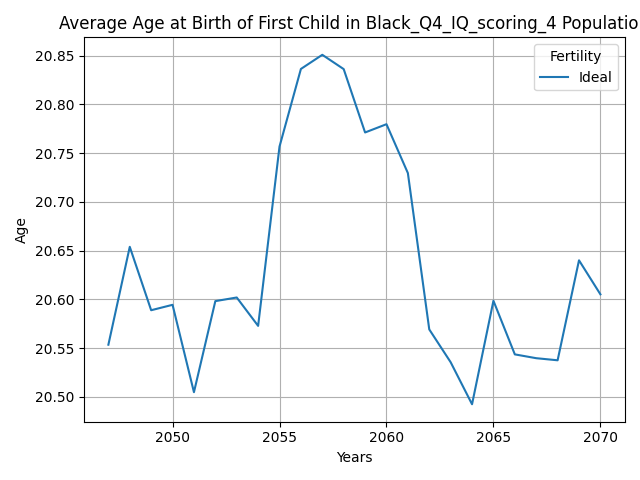 Average Age at Birth of First Child in Black_Q4_IQ_scoring_4 Populatio
Fertility
Ideal
20.85
20.80
20.75
20.70
20.65
20.60
20.55
20.50
Age
2050 2055 2060 2065 2070
Years